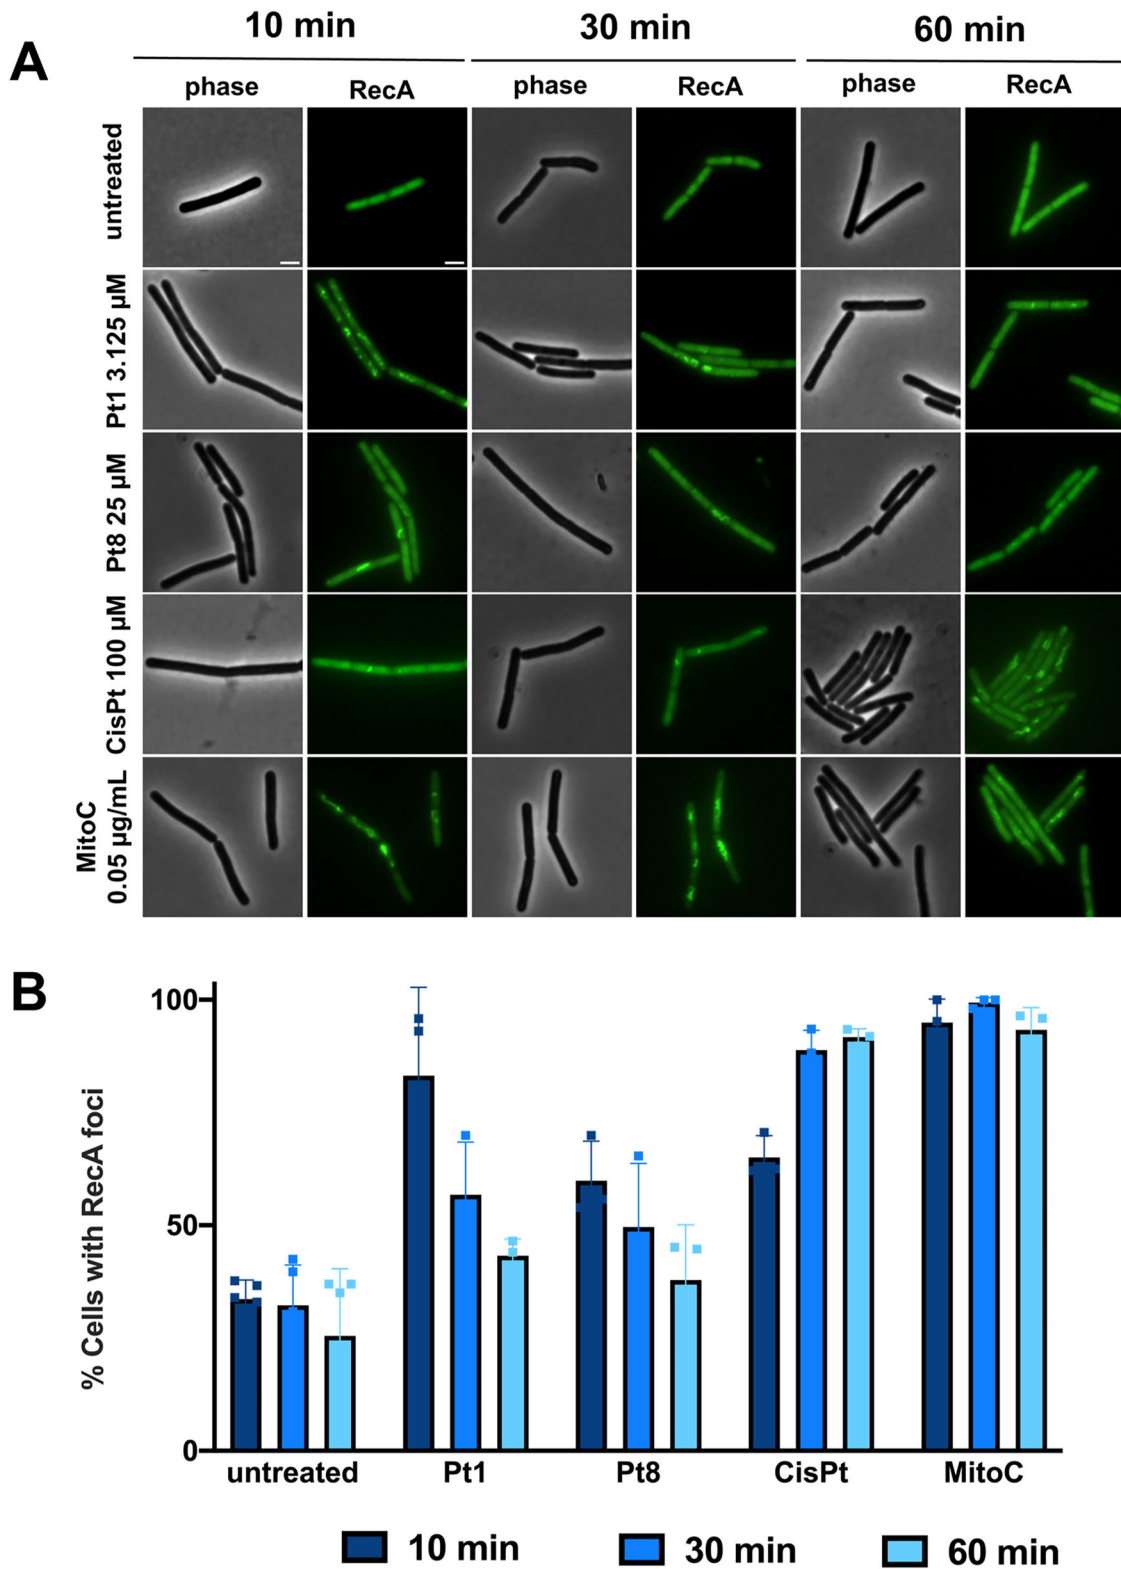 A
10 min 30 min 60 min
phase RecA phase RecA phase RecA
untreated
Pt1 3.125 µM
Pt8 25 µM
CisPt 100 µM
MitoC
0.05 µg/mL
B
% Cells with RecA foci
100
50
0
untreated Pt1 Pt8 CisPt MitoC
10 min 30 min 60 min